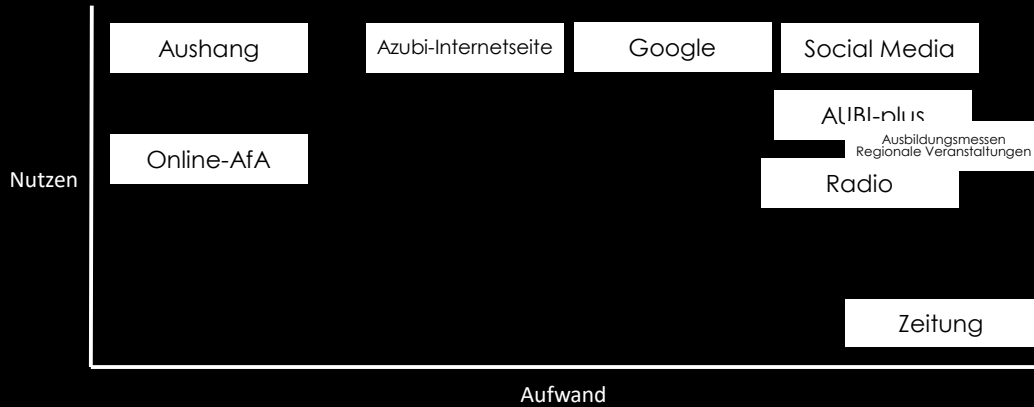 Aushang
Azubi-Internetseite
Google
Social Media
AUBI-plus
Ausbildungsmessen
Regionale Veranstaltungen
Online-AfA
Nutzen
Radio
Zeitung
Aufwand